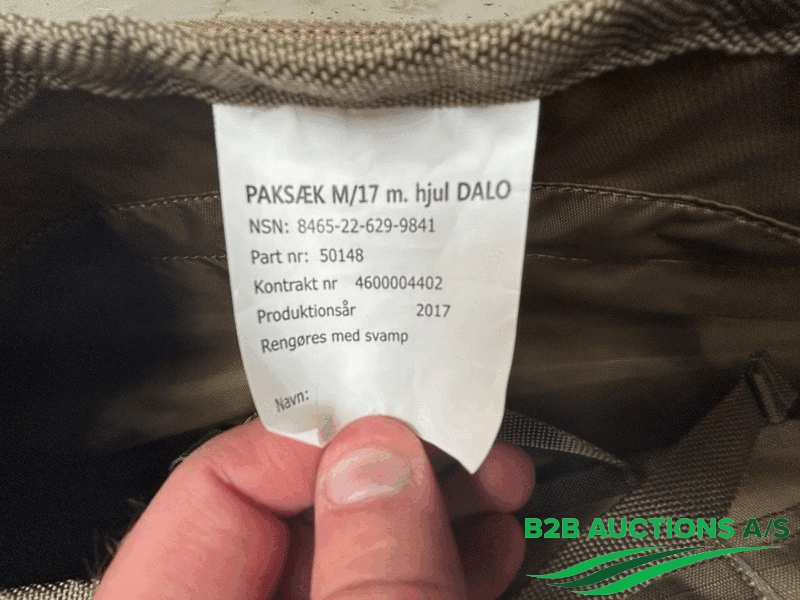 PAKSÆK M/17 m. hjul DALO
NSN: 8465-22-629-9841
Part nr: 50148
Kontrakt nr 4600004402
Produktionsår 2017
Rengøres med svamp
Navn:
B2B AUCTIONS A/S